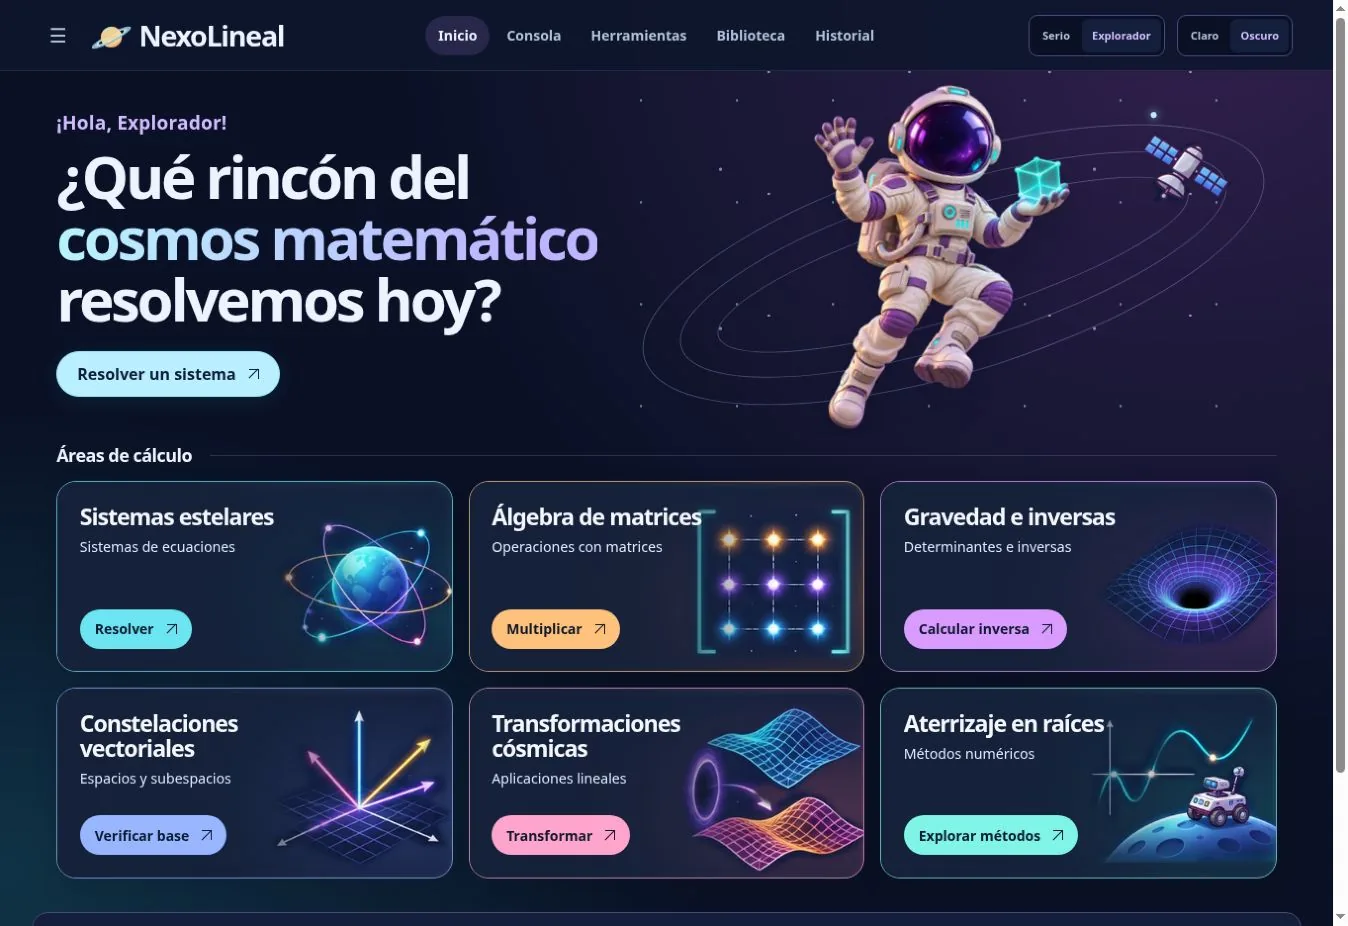 NexoLineal
Inicio
Consola
Herramientas
Biblioteca
Historial
Serio
Explorador
Claro
Oscuro
¡Hola, Explorador!
¿Qué rincón del
cosmos matemático
resolvemos hoy?
Resolver un sistema
Áreas de cálculo
Sistemas estelares
Sistemas de ecuaciones
Resolver
Álgebra de matrices
Operaciones con matrices
Multiplicar
Gravedad e inversas
Determinantes e inversas
Calcular inversa
Constelaciones
vectoriales
Espacios y subespacios
Verificar base
Transformaciones
cósmicas
Aplicaciones lineales
Transformar
Aterrizaje en raíces
Métodos numéricos
Explorar métodos